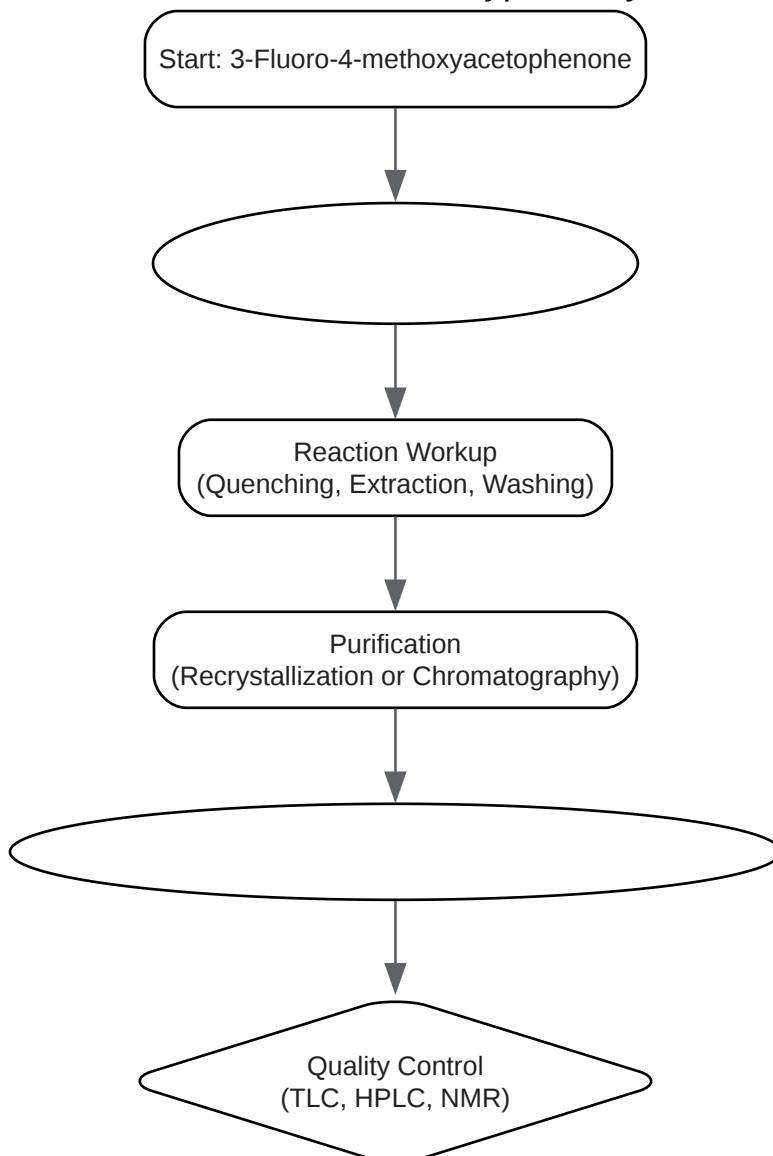 Start: 3-Fluoro-4-methoxyacetophenone
Reaction Workup
(Quenching, Extraction, Washing)
Purification
(Recrystallization or Chromatography)
Quality Control
(TLC, HPLC, NMR)